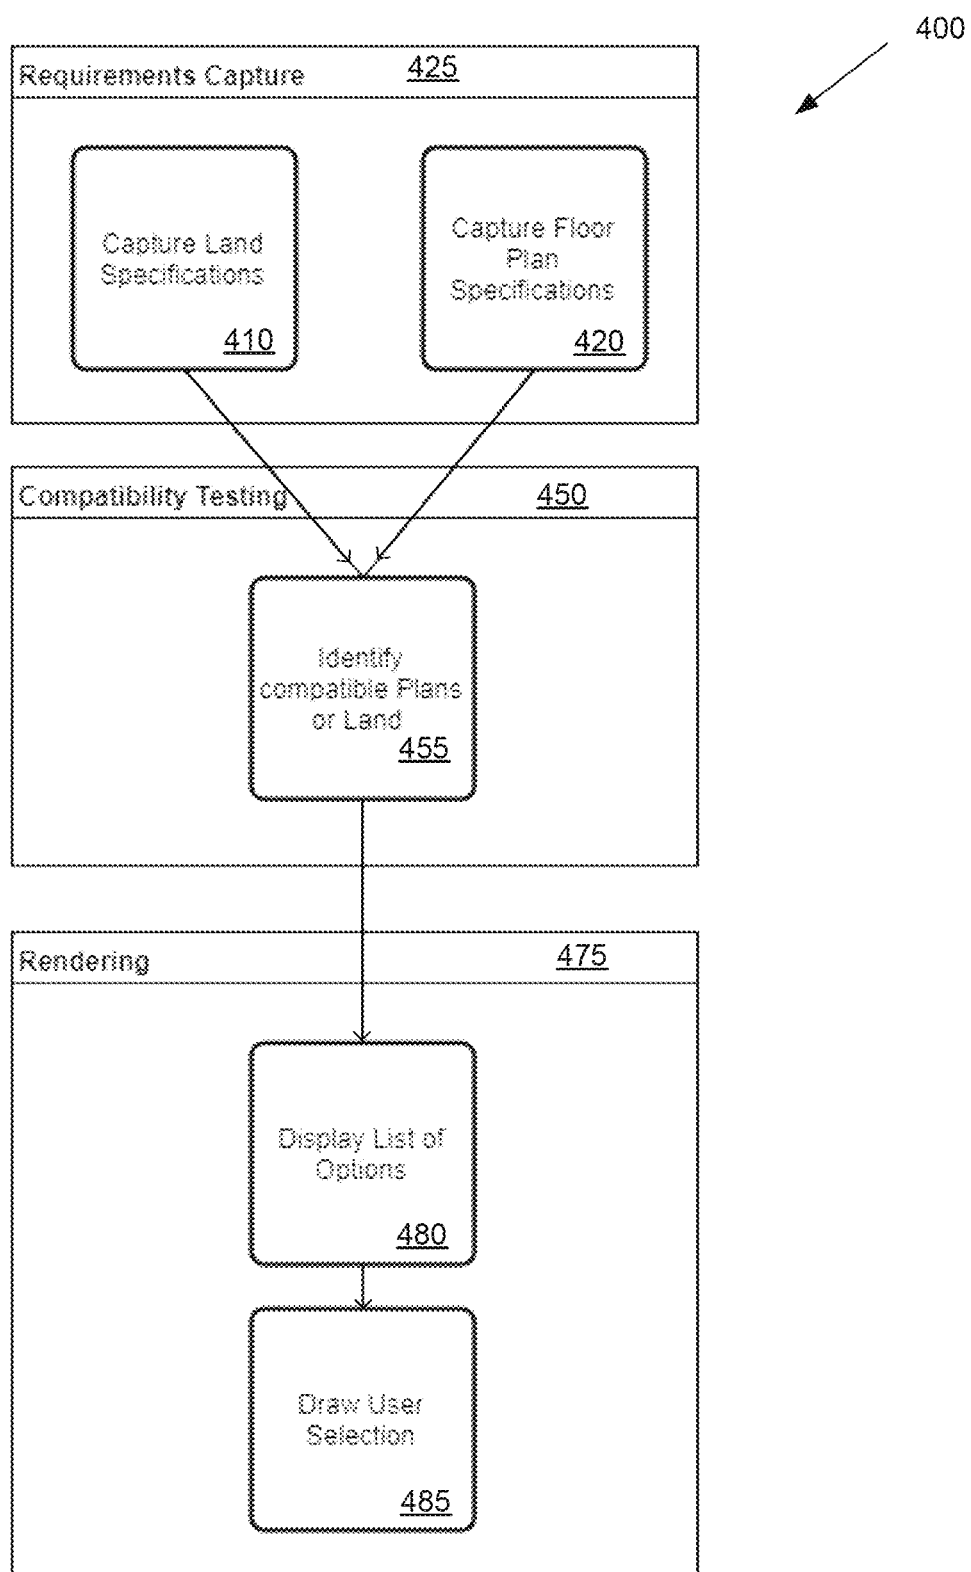 400
Requirements Capture 425
Capture Land
Specifications
410
Capture Floor
Plan
Specifications
420
Compatibility Testing 450
Identify
compatible Plans
or Land
455
Rendering 475
Display List of
Options
480
Draw User
Selection
485